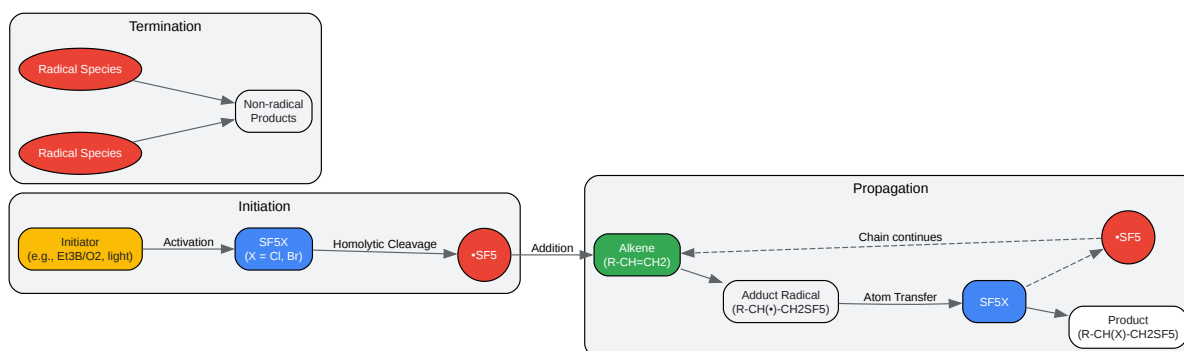 Termination
Radical Species
Non-radical
Products
Radical Species
Initiation
Initiator
(e.g., Et3B/O2, light)
Activation
SF5X
(X = Cl, Br)
Homolytic Cleavage
•SF5
Addition
Propagation
Alkene
(R-CH=CH2)
Chain continues
•SF5
Adduct Radical
(R-CH(•)-CH2SF5)
Atom Transfer
SF5X
Product
(R-CH(X)-CH2SF5)